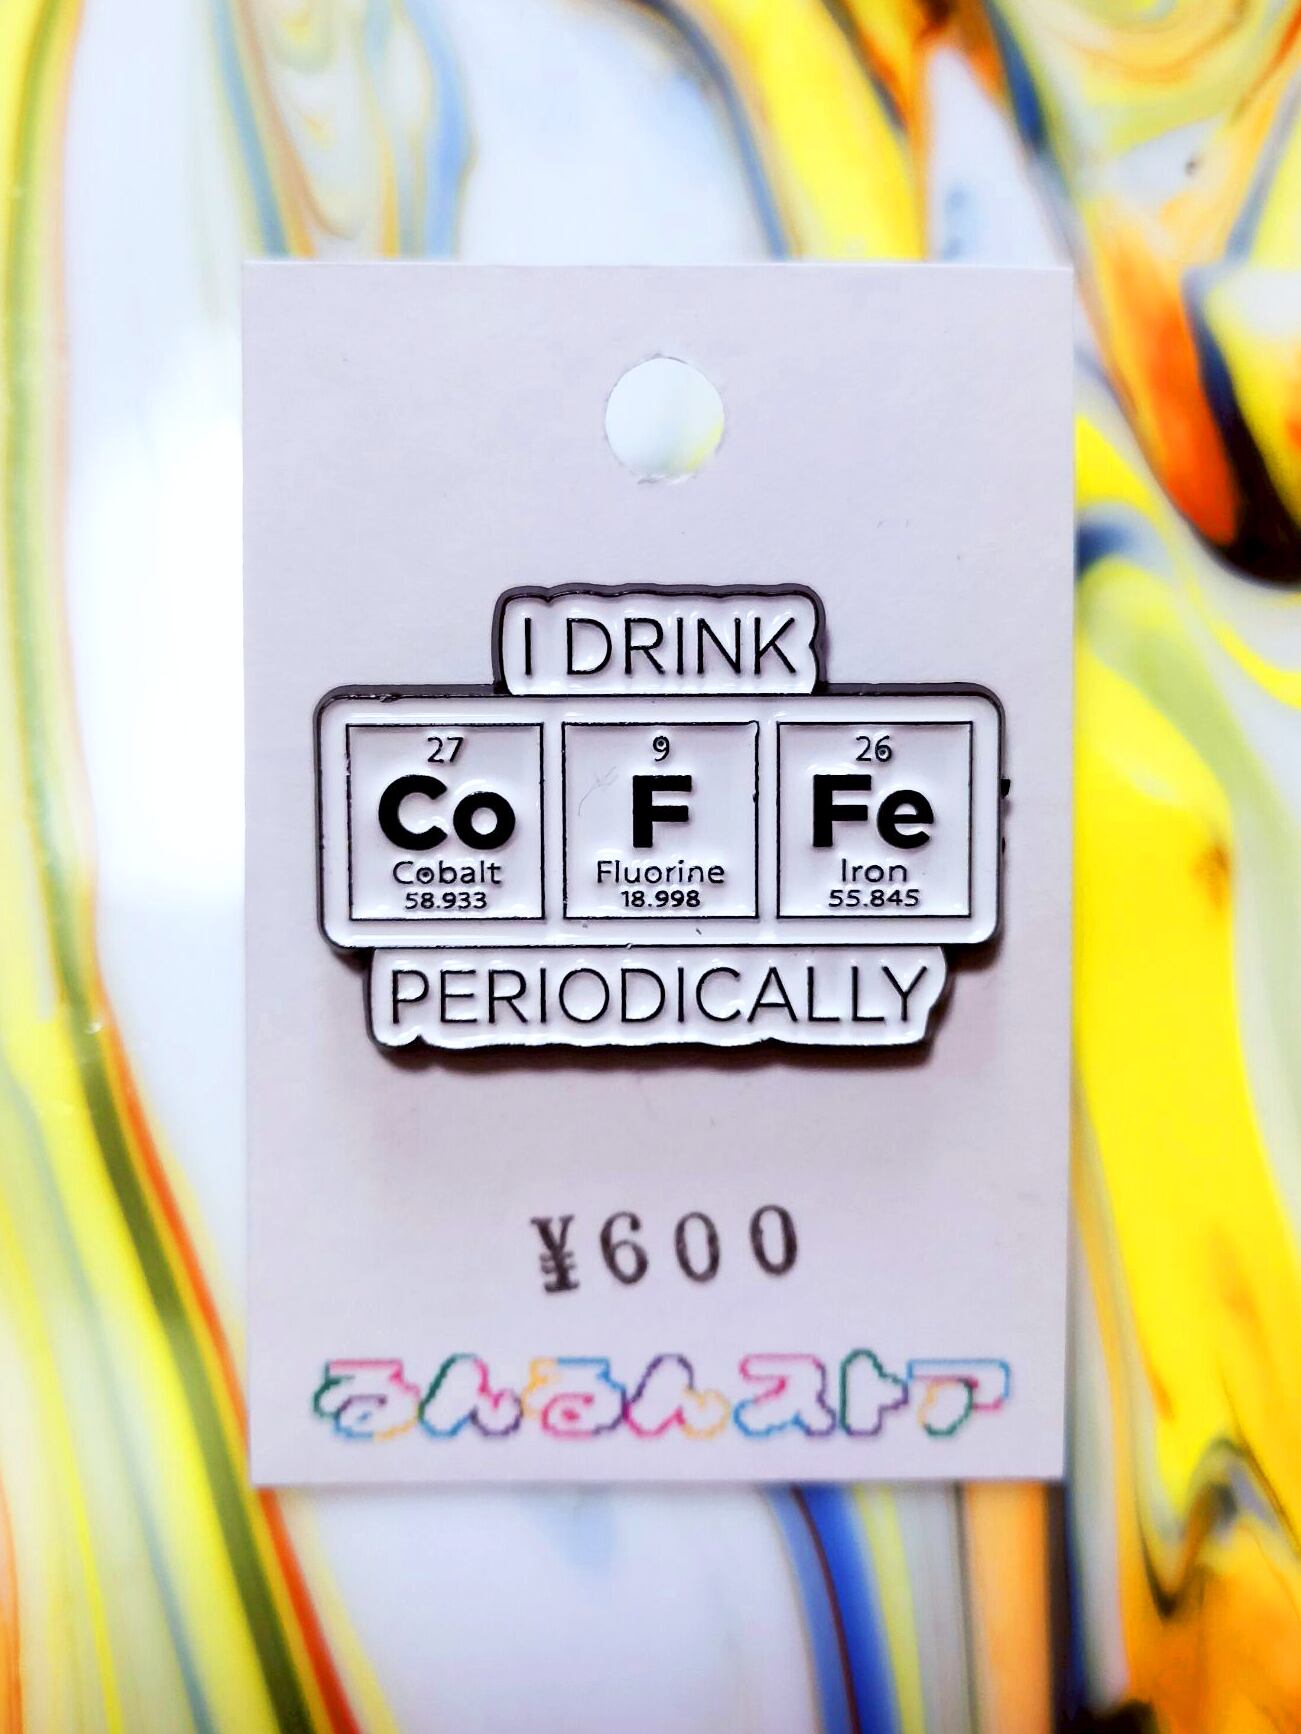 I DRINK
27 9 26
Co F Fe
Cobalt Fluorine Iron
58.933 18.998 55.845
PERIODICALLY
¥600
るんるんストア